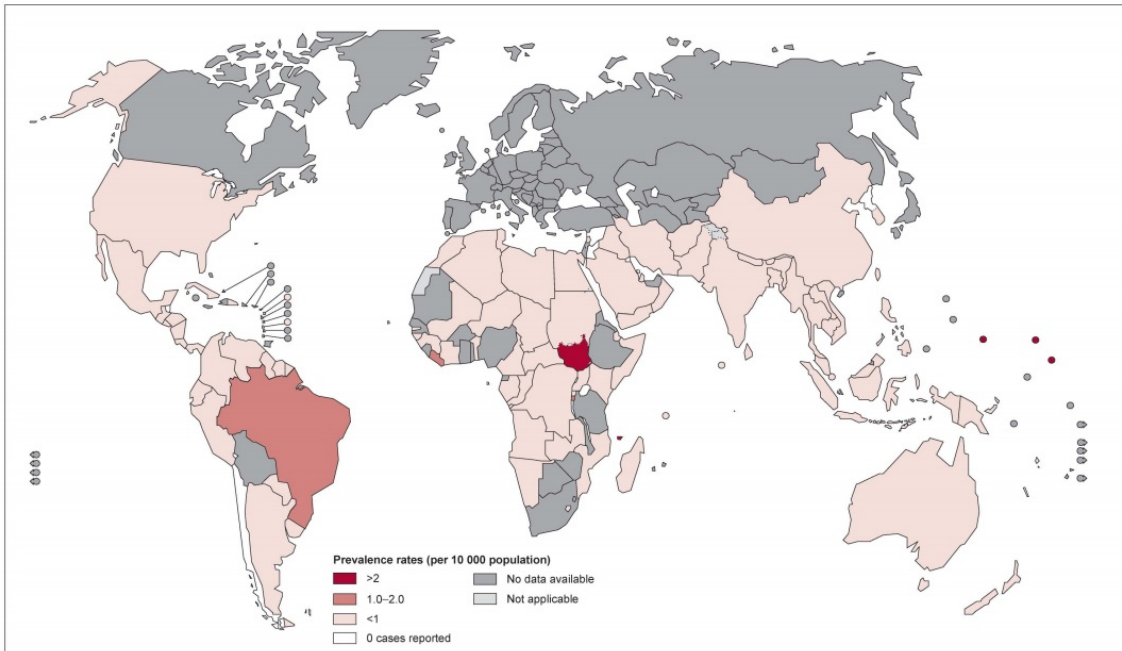 Prevalence rates (per 10 000 population)
>2
1.0–2.0
<1
0 cases reported
No data available
Not applicable